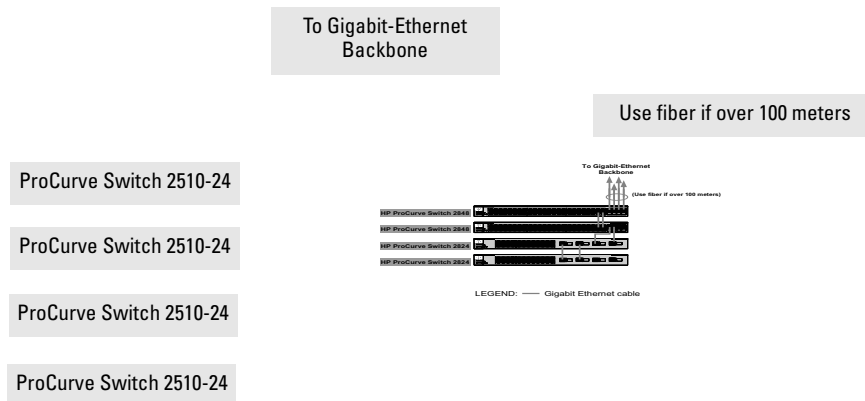 To Gigabit-Ethernet
Backbone
Use fiber if over 100 meters
ProCurve Switch 2510-24
ProCurve Switch 2510-24
ProCurve Switch 2510-24
ProCurve Switch 2510-24
To Gigabit-Ethernet
Backbone
(Use fiber if over 100 meters)
HP ProCurve Switch 2848
HP ProCurve Switch 2848
HP ProCurve Switch 2824
HP ProCurve Switch 2824
LEGEND: Gigabit Ethernet cable